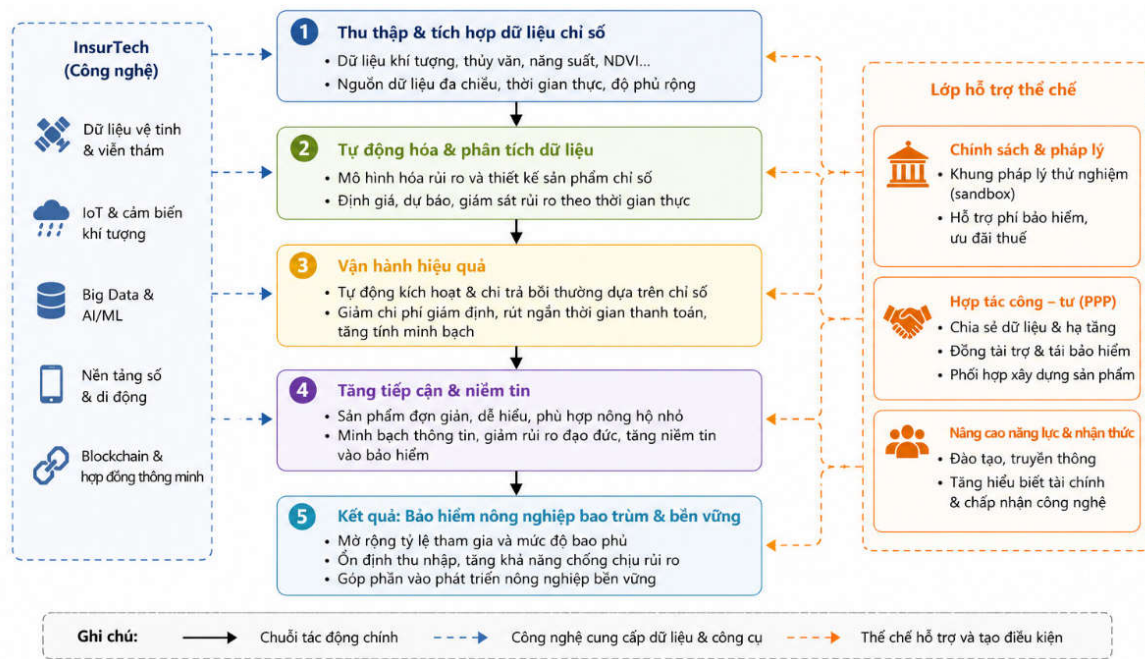 InsurTech
(Công nghệ)
Dữ liệu vệ tinh
& viễn thám
IoT & cảm biến
khí tượng
Big Data &
AI/ML
Nền tảng số
& di động
Blockchain &
hợp đồng thông minh
1 Thu thập & tích hợp dữ liệu chỉ số
• Dữ liệu khí tượng, thủy văn, năng suất, NDVI...
• Nguồn dữ liệu đa chiều, thời gian thực, độ phủ rộng
2 Tự động hóa & phân tích dữ liệu
• Mô hình hóa rủi ro và thiết kế sản phẩm chỉ số
• Định giá, dự báo, giám sát rủi ro theo thời gian thực
3 Vận hành hiệu quả
• Tự động kích hoạt & chi trả bồi thường dựa trên chỉ số
• Giảm chi phí giám định, rút ngắn thời gian thanh toán,
tăng tính minh bạch
4 Tăng tiếp cận & niềm tin
• Sản phẩm đơn giản, dễ hiểu, phù hợp nông hộ nhỏ
• Minh bạch thông tin, giảm rủi ro đạo đức, tăng niềm tin
vào bảo hiểm
5 Kết quả: Bảo hiểm nông nghiệp bao trùm & bền vững
• Mở rộng tỷ lệ tham gia và mức độ bao phủ
• Ổn định thu nhập, tăng khả năng chống chịu rủi ro
• Góp phần vào phát triển nông nghiệp bền vững
Lớp hỗ trợ thể chế
Chính sách & pháp lý
• Khung pháp lý thử nghiệm
(sandbox)
• Hỗ trợ phí bảo hiểm,
ưu đãi thuế
Hợp tác công – tư (PPP)
• Chia sẻ dữ liệu & hạ tầng
• Đồng tài trợ & tái bảo hiểm
• Phối hợp xây dựng sản phẩm
Nâng cao năng lực & nhận thức
• Đào tạo, truyền thông
• Tăng hiểu biết tài chính
& chấp nhận công nghệ
Ghi chú: Chuỗi tác động chính Công nghệ cung cấp dữ liệu & công cụ Thể chế hỗ trợ và tạo điều kiện